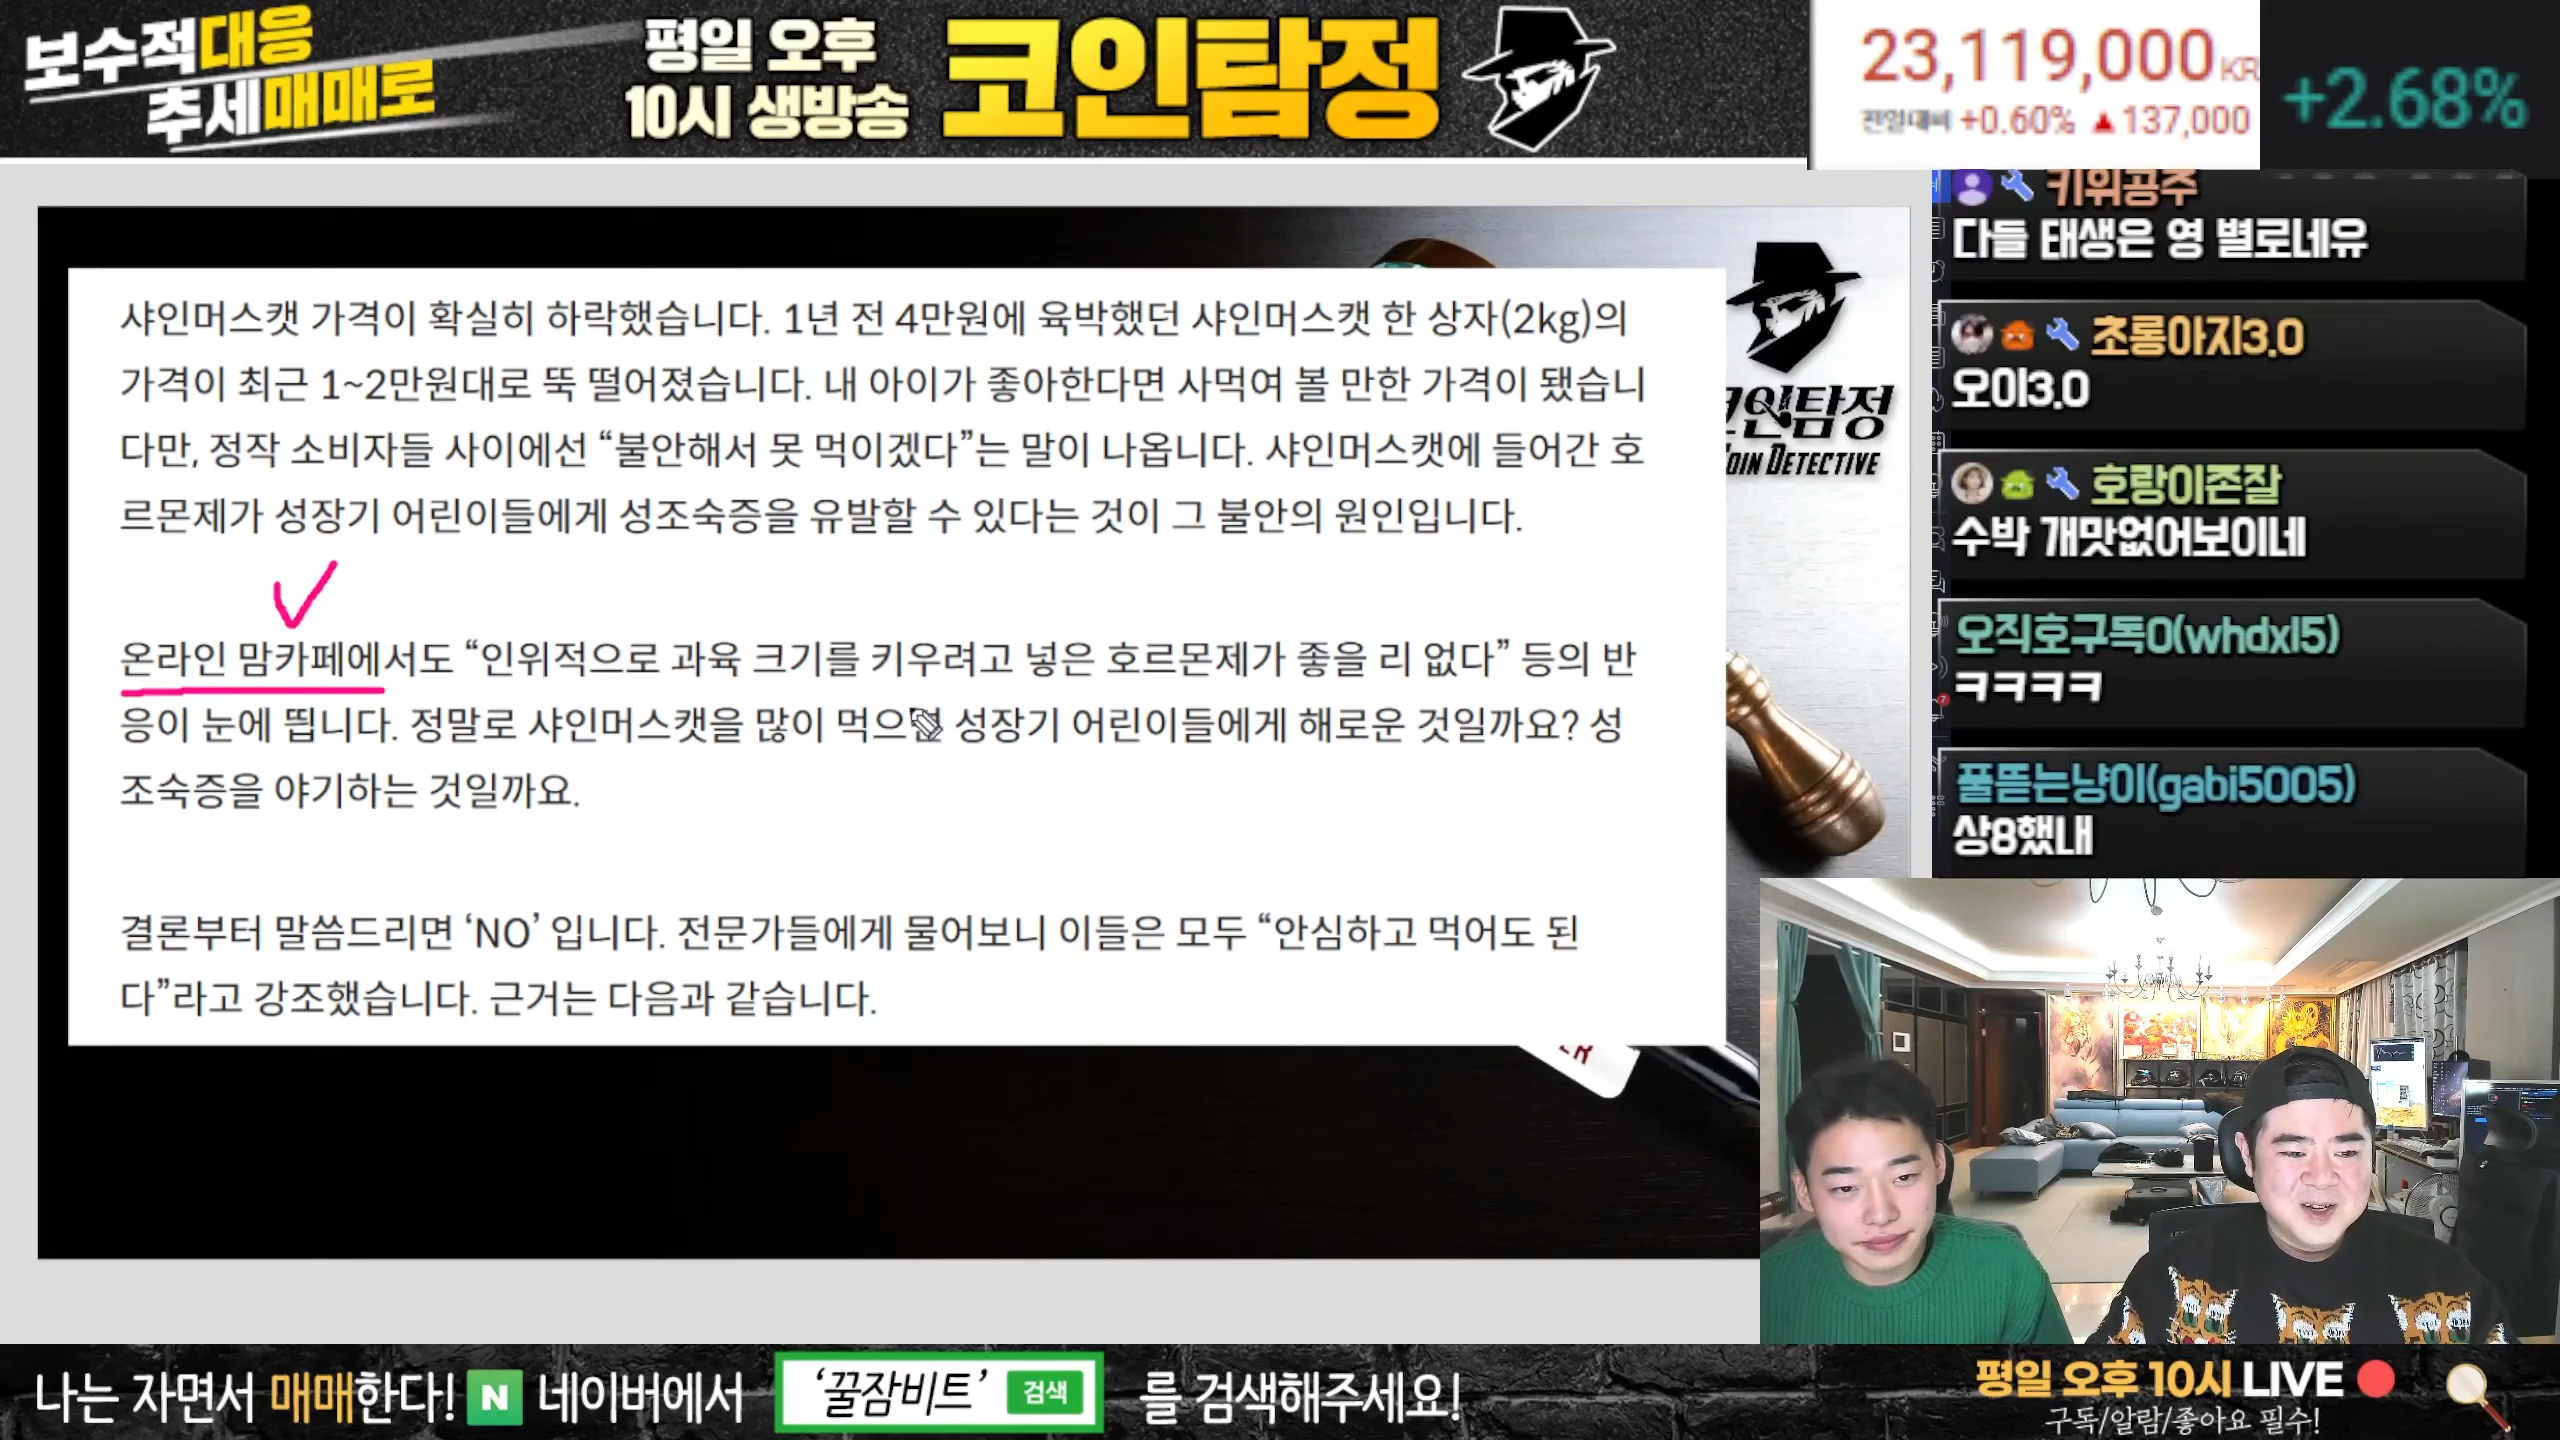 보수적대응
추세매매로
평일 오후
10시 생방송
코인탐정
23,119,000 KR
전일대비 +0.60% ▲137,000
+2.68%
샤인머스캣 가격이 확실히 하락했습니다. 1년 전 4만원에 육박했던 샤인머스캣 한 상자(2kg)의
가격이 최근 1~2만원대로 뚝 떨어졌습니다. 내 아이가 좋아한다면 사먹여 볼 만한 가격이 됐습니
다만, 정작 소비자들 사이에선 “불안해서 못 먹이겠다”는 말이 나옵니다. 샤인머스캣에 들어간 호
르몬제가 성장기 어린이들에게 성조숙증을 유발할 수 있다는 것이 그 불안의 원인입니다.
온라인 맘카페에서도 “인위적으로 과육 크기를 키우려고 넣은 호르몬제가 좋을 리 없다” 등의 반
응이 눈에 띕니다. 정말로 샤인머스캣을 많이 먹으면 성장기 어린이들에게 해로운 것일까요? 성
조숙증을 야기하는 것일까요.
결론부터 말씀드리면 ‘NO’ 입니다. 전문가들에게 물어보니 이들은 모두 “안심하고 먹어도 된
다”라고 강조했습니다. 근거는 다음과 같습니다.
코인탐정
COIN DETECTIVE
키위공주
다들 태생은 영 별로네유
초롱아지3.0
오이3.0
호랑이존잘
수박 개맛없어보이네
오직호구독0(whdxl5)
ㅋㅋㅋㅋ
풀뜯는냥이(gabi5005)
상8했내
나는 자면서 매매한다! N 네이버에서 ‘꿀잠비트’ 검색 를 검색해주세요!
평일 오후 10시 LIVE
구독/알람/좋아요 필수!